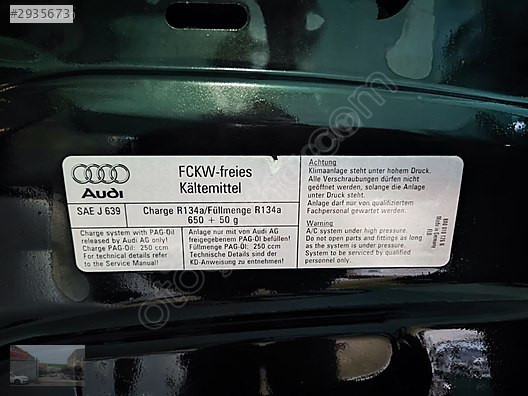 #2935673
Audi
FCKW-freies
Kältemittel
SAE J 639
Charge R134a/Füllmenge R134a
650 + 50 g
Charge system with PAG-Oil
released by Audi AG only!
Charge PAG-Oil: 250 ccm
For technical details refer
to the Service Manual!
Anlage nur mit von Audi AG
freigegebenem PAG-Öl befüllen!
Füllmenge PAG-Öl: 250 ccm
Technische Details sind der
KD-Anweisung zu entnehmen!
Achtung
Klimaanlage steht unter hohem Druck.
Alle Verschraubungen dürfen nicht
geöffnet werden, solange die Anlage
unter Druck steht.
Anlage darf nur von qualifiziertem
Fachpersonal gewartet werden.
Warning
A/C system under high pressure.
Do not open parts and fittings as long
as the system is under pressure.
System to be serviced by qualified
personnel only.